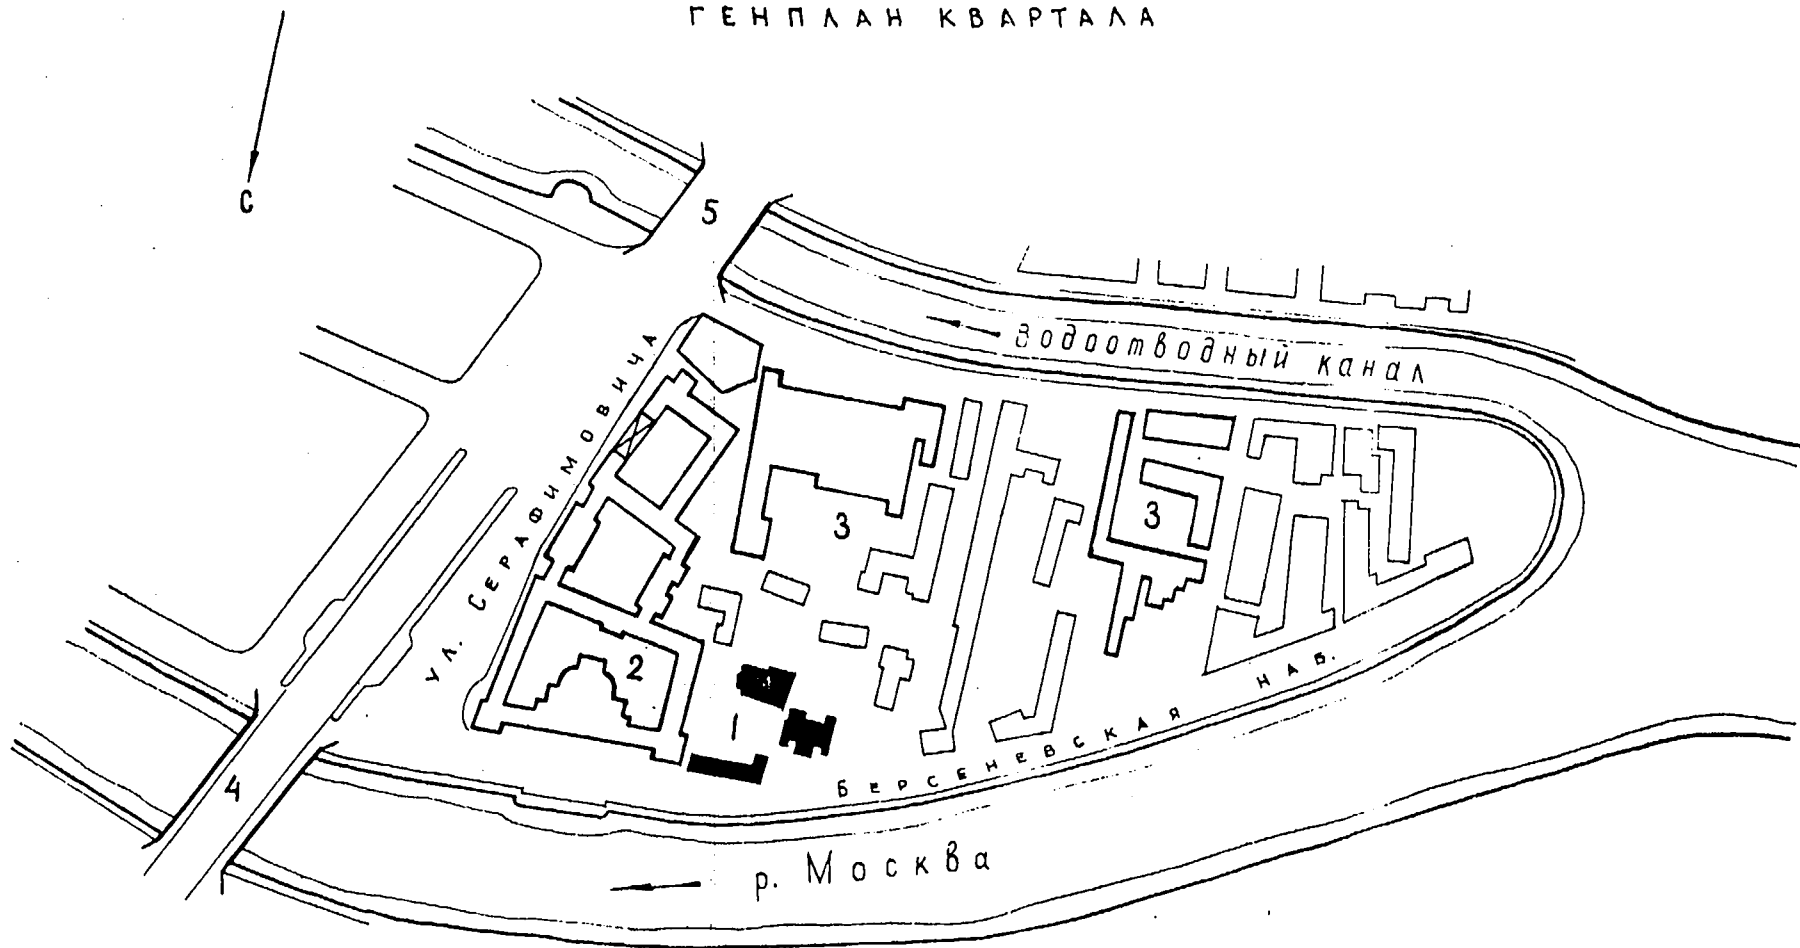 ГЕНПЛАН КВАРТАЛА
С
5
Водоотводный канал
ул. СЕРАФИМОВИЧА
3
3
2
1
4
БЕРСЕНЕВСКАЯ НАБ.
р. Москва